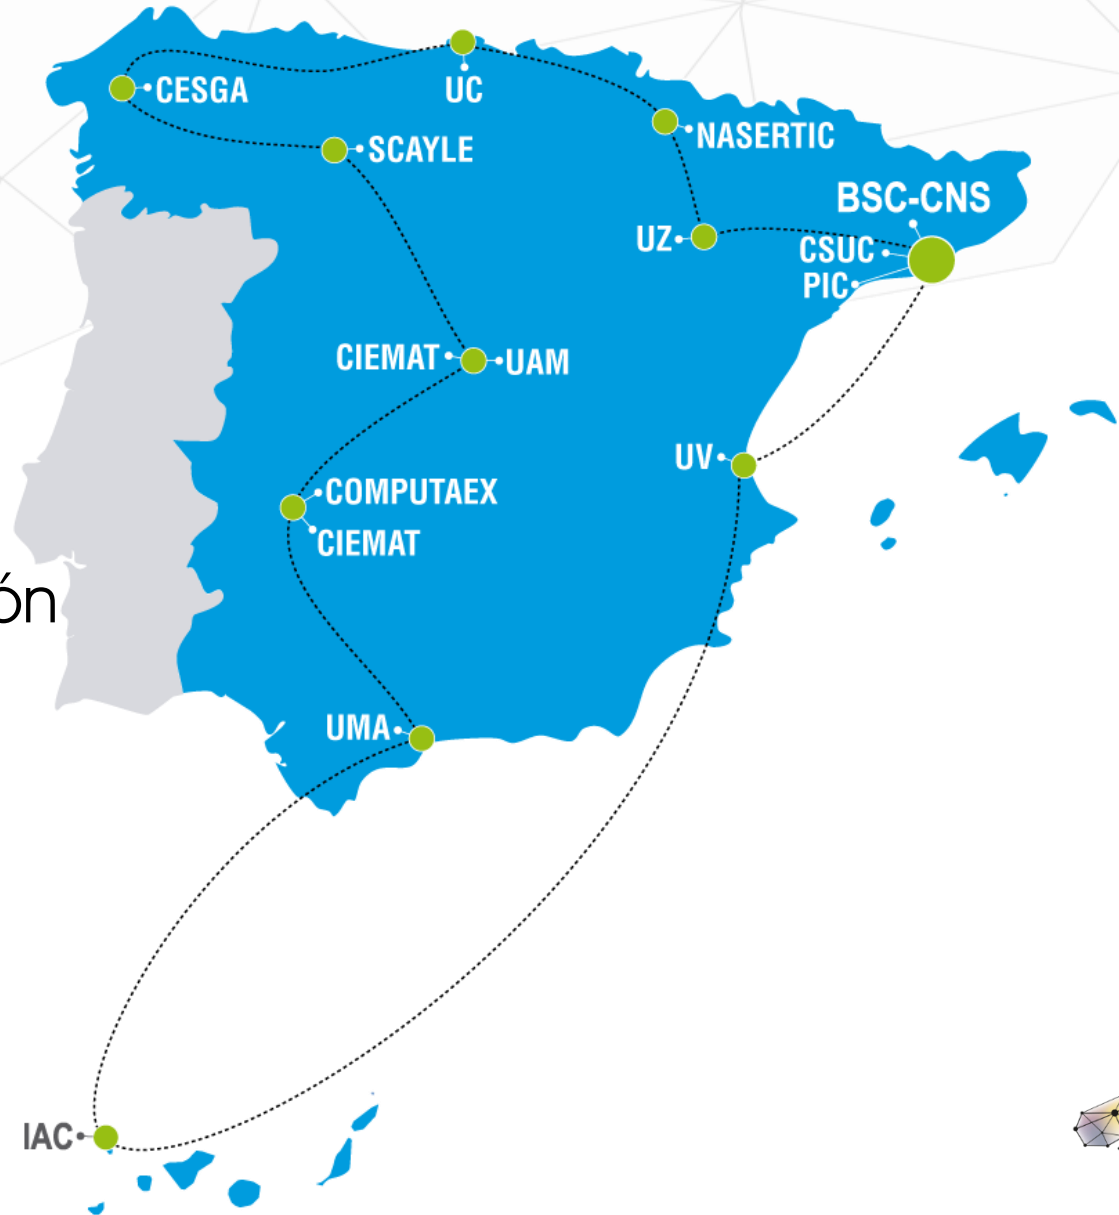 CESGA
UC
SCAYLE
NASERTIC
BSC-CNS
UZ
CSUC
PIC
CIEMAT
UAM
UV
COMPUTAEX
CIEMAT
ón
UMA
IAC